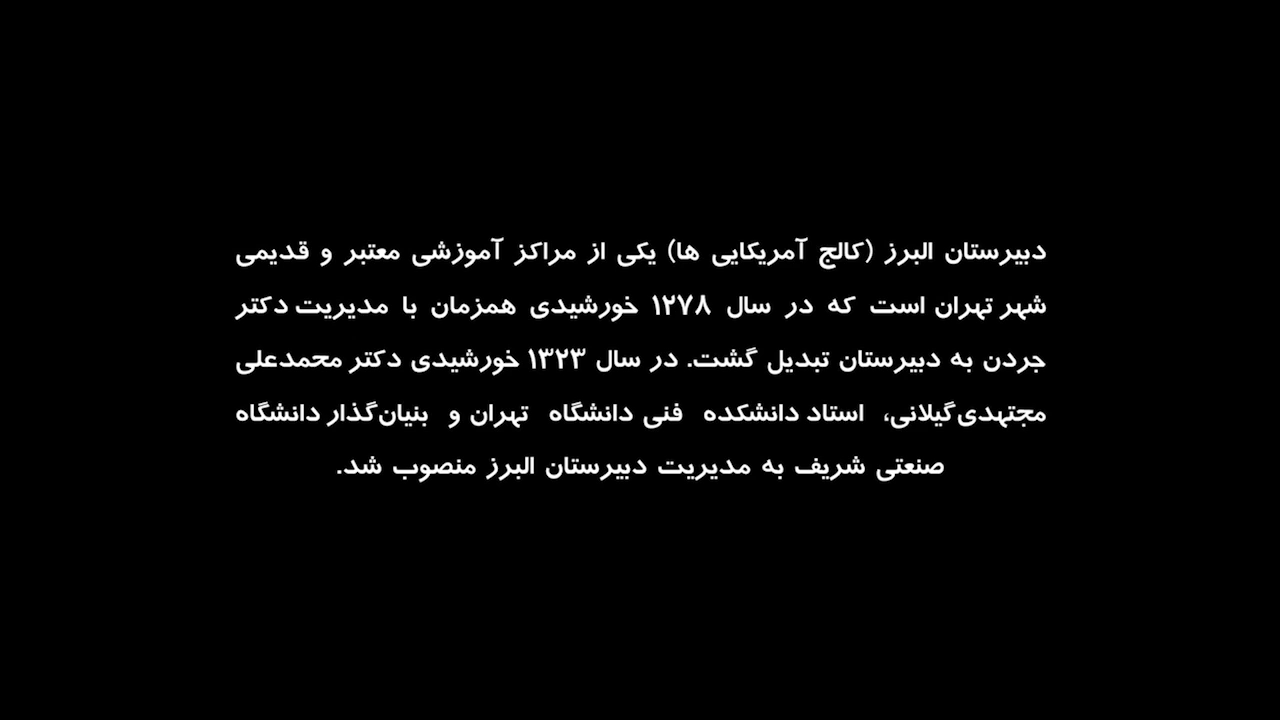 دبیرستان البرز (کالج آمریکایی ها) یکی از مراکز آموزشی معتبر و قدیمی
شهر تهران است که در سال ۱۲۷۸ خورشیدی همزمان با مدیریت دکتر
جردن به دبیرستان تبدیل گشت. در سال ۱۳۲۳ خورشیدی دکتر محمدعلی
مجتهدی‌گیلانی، استاد دانشکده فنی دانشگاه تهران و بنیان‌گذار دانشگاه
صنعتی شریف به مدیریت دبیرستان البرز منصوب شد.